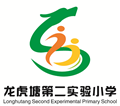 龙虎塘第二实验小学
Longhutang Second Experimental Primary School